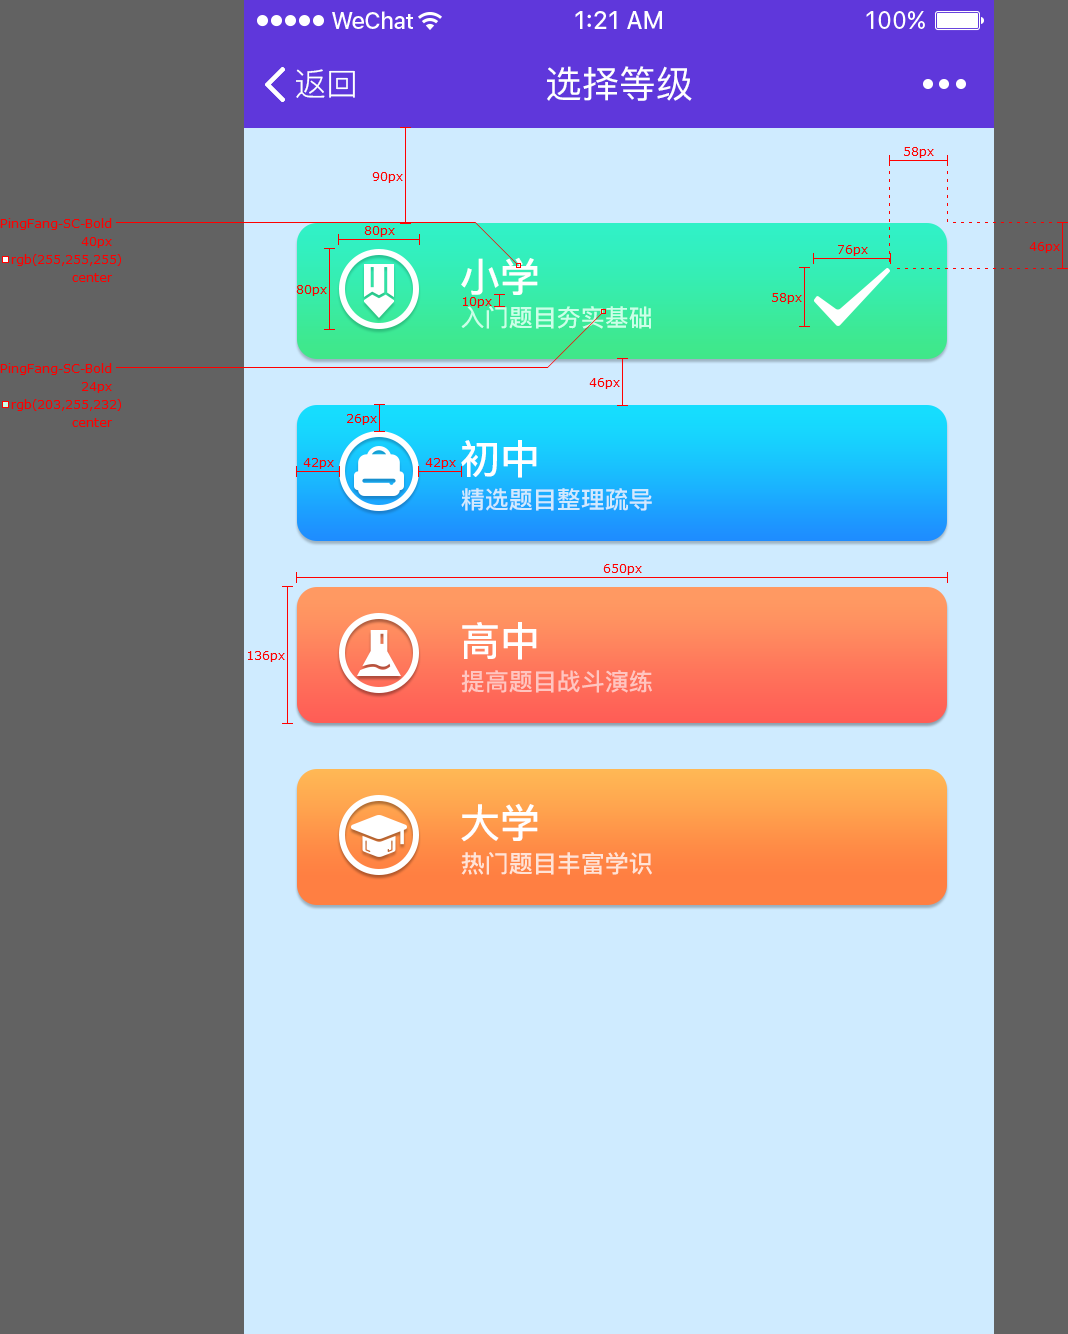 WeChat 1:21 AM 100%
返回 选择等级
58px
90px
PingFang-SC-Bold
40px
rgb(255,255,255)
center
80px
80px
小学
10px
入门题目夯实基础
76px
58px
46px
PingFang-SC-Bold
24px
rgb(203,255,232)
center
46px
26px
42px
42px
初中
精选题目整理疏导
650px
136px
高中
提高题目战斗演练
大学
热门题目丰富学识